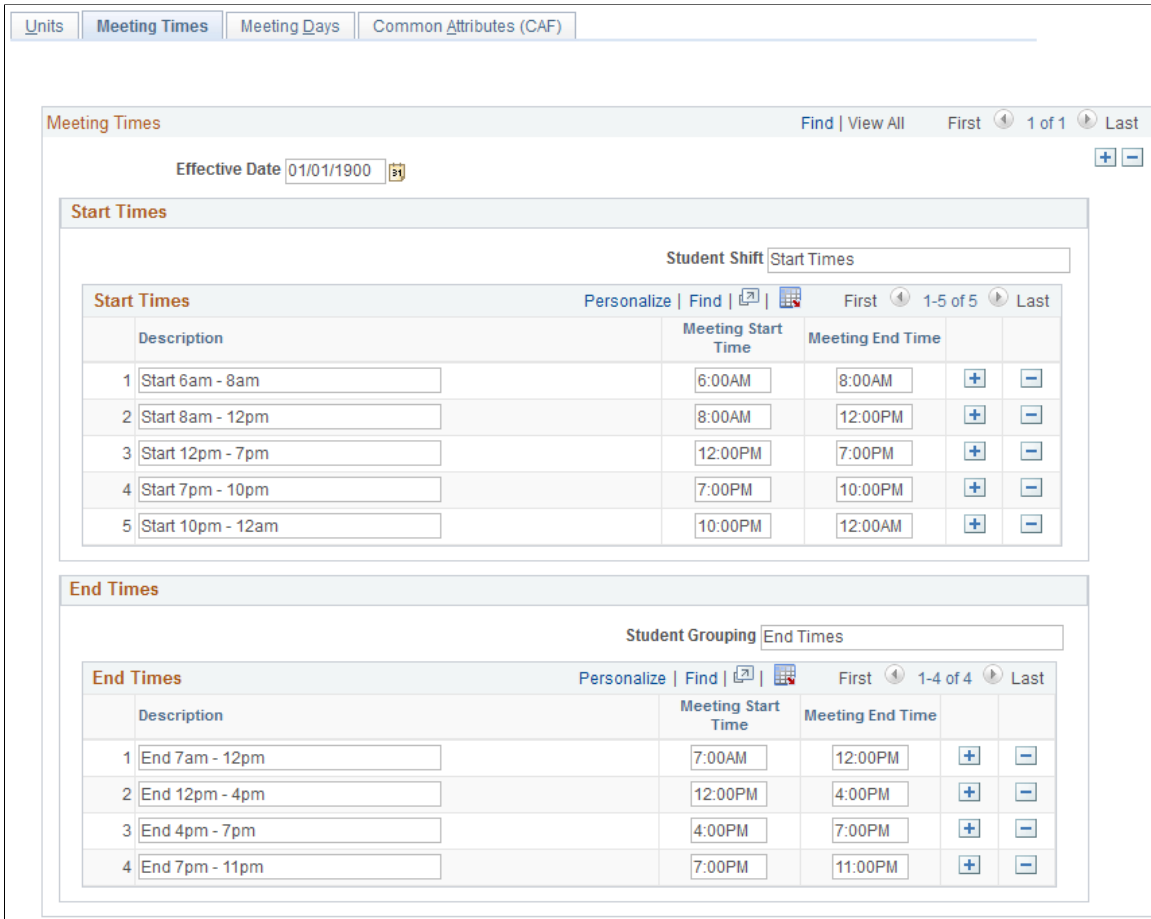 Units Meeting Times Meeting Days Common Attributes (CAF)
Meeting Times Find | View All First 1 of 1 Last
Effective Date 01/01/1900 31
Start Times
Student Shift Start Times
Start Times Personalize | Find | | First 1-5 of 5 Last
Description Meeting Start Time Meeting End Time
1 Start 6am - 8am 6:00AM 8:00AM
2 Start 8am - 12pm 8:00AM 12:00PM
3 Start 12pm - 7pm 12:00PM 7:00PM
4 Start 7pm - 10pm 7:00PM 10:00PM
5 Start 10pm - 12am 10:00PM 12:00AM
End Times
Student Grouping End Times
End Times Personalize | Find | | First 1-4 of 4 Last
Description Meeting Start Time Meeting End Time
1 End 7am - 12pm 7:00AM 12:00PM
2 End 12pm - 4pm 12:00PM 4:00PM
3 End 4pm - 7pm 4:00PM 7:00PM
4 End 7pm - 11pm 7:00PM 11:00PM